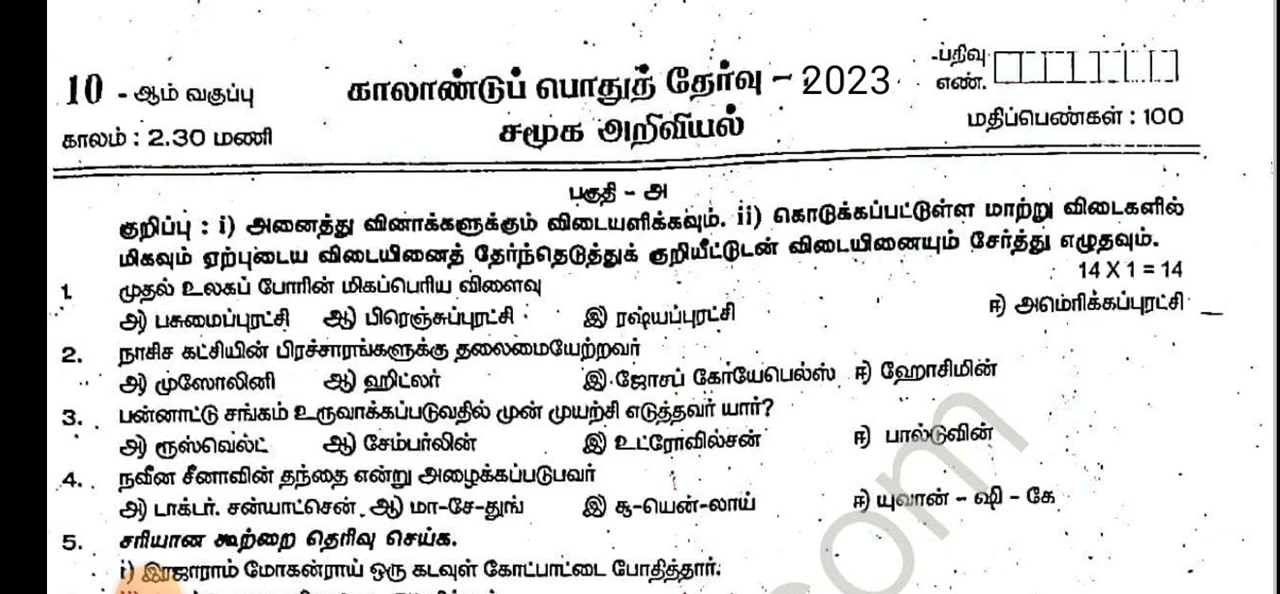 10 - ஆம் வகுப்பு
காலாண்டுப் பொதுத் தேர்வு - 2023
பதிவு எண்.
காலம் : 2.30 மணி
சமூக அறிவியல்
மதிப்பெண்கள் : 100
பகுதி - அ
குறிப்பு : i) அனைத்து வினாக்களுக்கும் விடையளிக்கவும். ii) கொடுக்கப்பட்டுள்ள மாற்று விடைகளில்
மிகவும் ஏற்புடைய விடையினைத் தேர்ந்தெடுத்துக் குறியீட்டுடன் விடையினையும் சேர்த்து எழுதவும்.
14 X 1 = 14
1 முதல் உலகப் போரின் மிகப்பெரிய விளைவு
அ) பசுமைப்புரட்சி ஆ) பிரெஞ்சுப்புரட்சி இ) ரஷ்யப்புரட்சி ஈ) அமெரிக்கப்புரட்சி
2. நாசிச கட்சியின் பிரச்சாரங்களுக்கு தலைமையேற்றவர்
அ) முஸோலினி ஆ) ஹிட்லர் இ) ஜோசப் கேர்யேபெல்ஸ் ஈ) ஹோசிமின்
3. பன்னாட்டு சங்கம் உருவாக்கப்படுவதில் முன் முயற்சி எடுத்தவர் யார்?
அ) ரூஸ்வெல்ட் ஆ) சேம்பர்லின் இ) உட்ரோவில்சன் ஈ) பால்டுவின்
4. நவீன சீனாவின் தந்தை என்று அழைக்கப்படுபவர்
அ) டாக்டர். சன்யாட்சென் ஆ) மா-சே-துங் இ) சூ-யென்-லாய் ஈ) யுவான் - ஷி - கே
5. சரியான கூற்றை தெரிவு செய்க.
i) இராஜாராம் மோகன்ராய் ஒரு கடவுள் கோட்பாட்டை போதித்தார்.